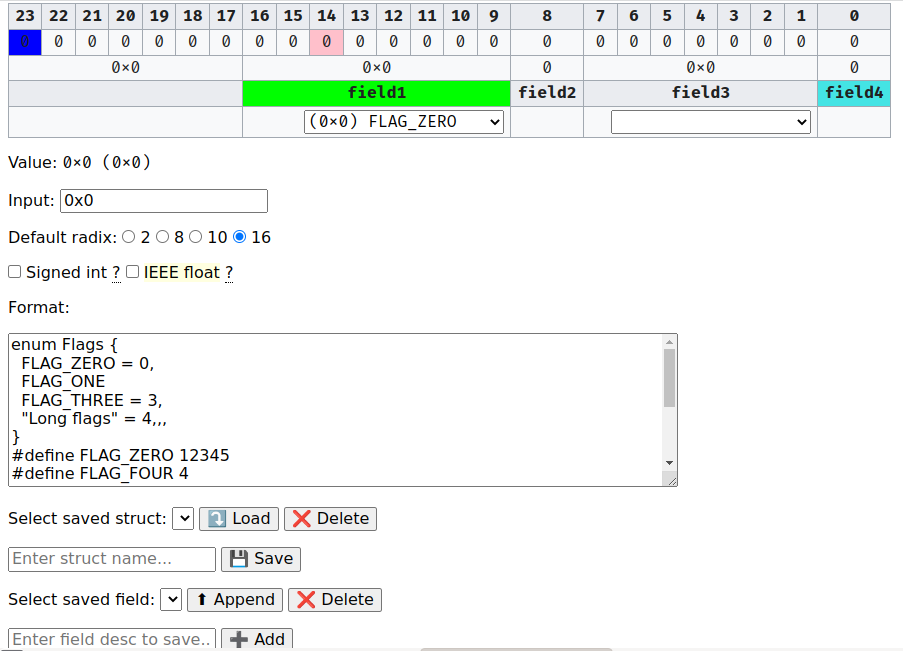 23 22 21 20 19 18 17 16 15 14 13 12 11 10 9 8 7 6 5 4 3 2 1 0
0 0 0 0 0 0 0 0 0 0 0 0 0 0 0 0 0 0 0 0 0 0 0 0
0×0 0×0 0 0×0 0
field1 field2 field3 field4
(0×0) FLAG_ZERO
Value: 0×0 (0×0)
Input: 0x0
Default radix: 2 8 10 16
Signed int ? IEEE float ?
Format:
enum Flags {
FLAG_ZERO = 0,
FLAG_ONE
FLAG_THREE = 3,
"Long flags" = 4,,,
}
#define FLAG_ZERO 12345
#define FLAG_FOUR 4
Select saved struct: Load Delete
Enter struct name... Save
Select saved field: Append Delete
Enter field desc to save.. Add